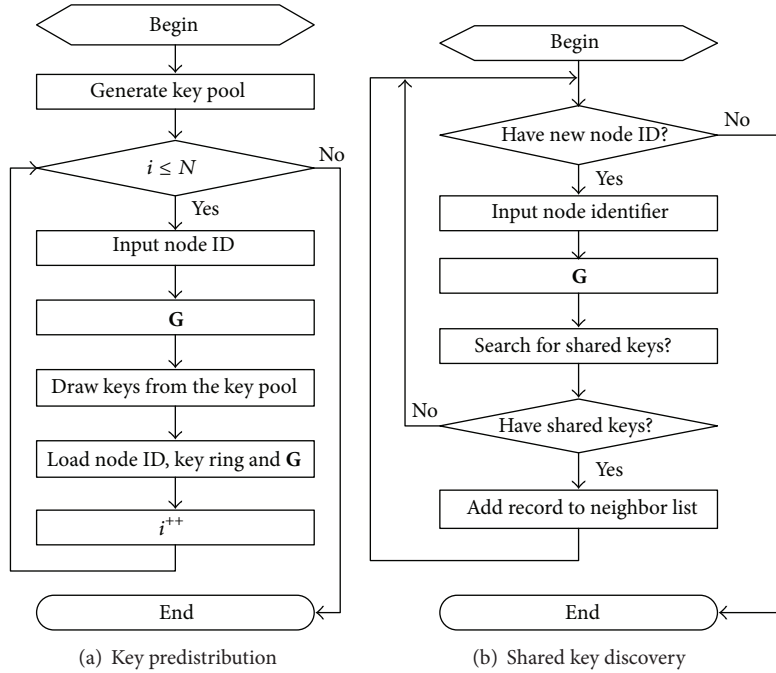 Begin
Generate key pool
i ≤ N
No
Yes
Input node ID
G
Draw keys from the key pool
Load node ID, key ring and G
i⁺⁺
End
(a) Key predistribution
Begin
Have new node ID?
No
Yes
Input node identifier
G
Search for shared keys?
No
Have shared keys?
Yes
Add record to neighbor list
End
(b) Shared key discovery